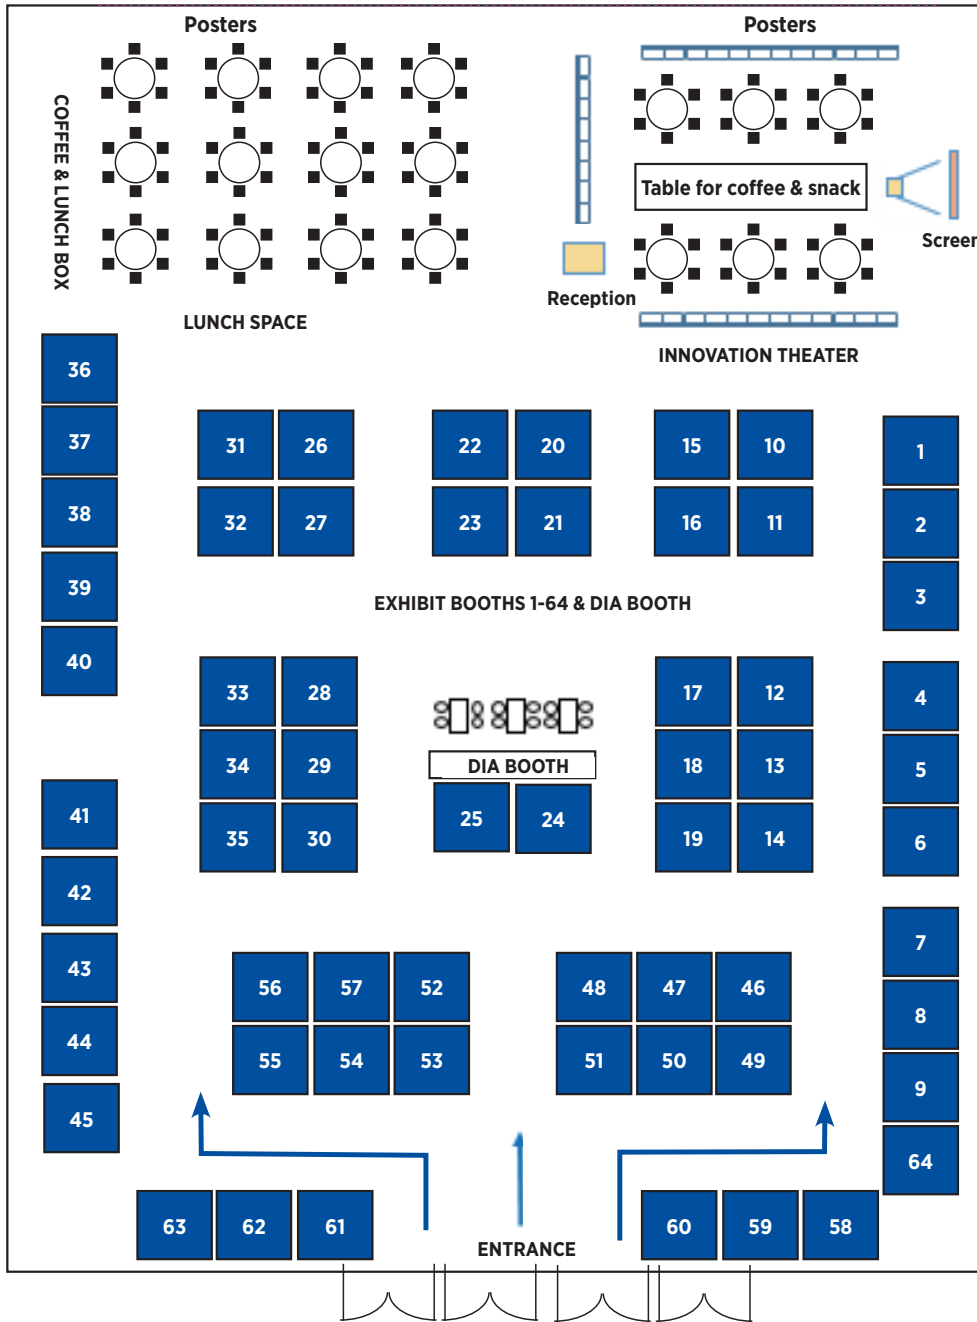 Posters
Posters
COFFEE & LUNCH BOX
Table for coffee & snack
Screen
Reception
LUNCH SPACE
INNOVATION THEATER
36
37
38
39
40
31 26
32 27
22 20
23 21
15 10
16 11
1
2
3
EXHIBIT BOOTHS 1-64 & DIA BOOTH
33 28
34 29
35 30
DIA BOOTH
25 24
17 12
18 13
19 14
4
5
6
41
42
43
44
45
56 57 52
55 54 53
48 47 46
51 50 49
7
8
9
64
63 62 61
ENTRANCE
60 59 58